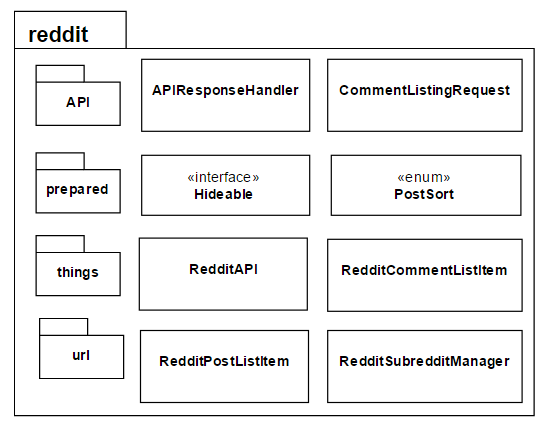 reddit
API
APIResponseHandler
CommentListingRequest
prepared
«interface»
Hideable
«enum»
PostSort
things
RedditAPI
RedditCommentListItem
url
RedditPostListItem
RedditSubredditManager